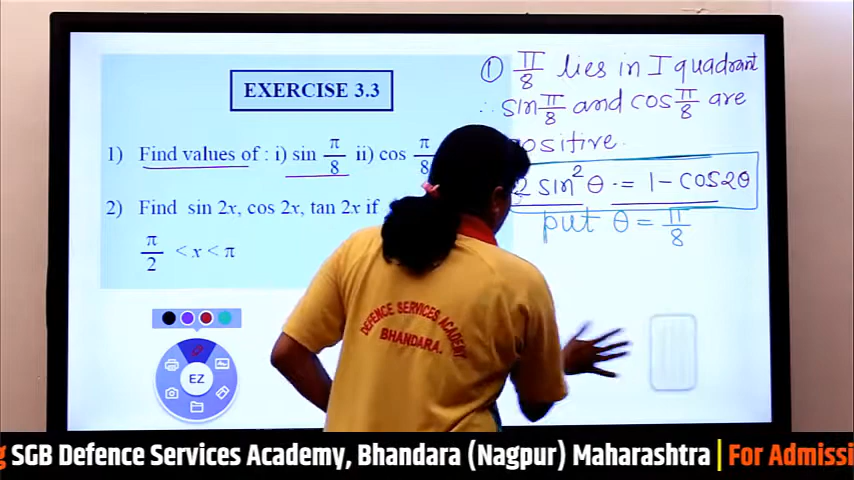 EXERCISE 3.3
1) Find values of : i) sin π/8 ii) cos π/8
2) Find sin 2x, cos 2x, tan 2x if
π/2 < x < π
① π/8 lies in I quadrant
∴ sin π/8 and cos π/8 are
positive.
2 sin²θ = 1 - cos2θ
put θ = π/8
EZ
DEFENCE SERVICES ACADEMY
BHANDARA.
SGB Defence Services Academy, Bhandara (Nagpur) Maharashtra | For Admissi